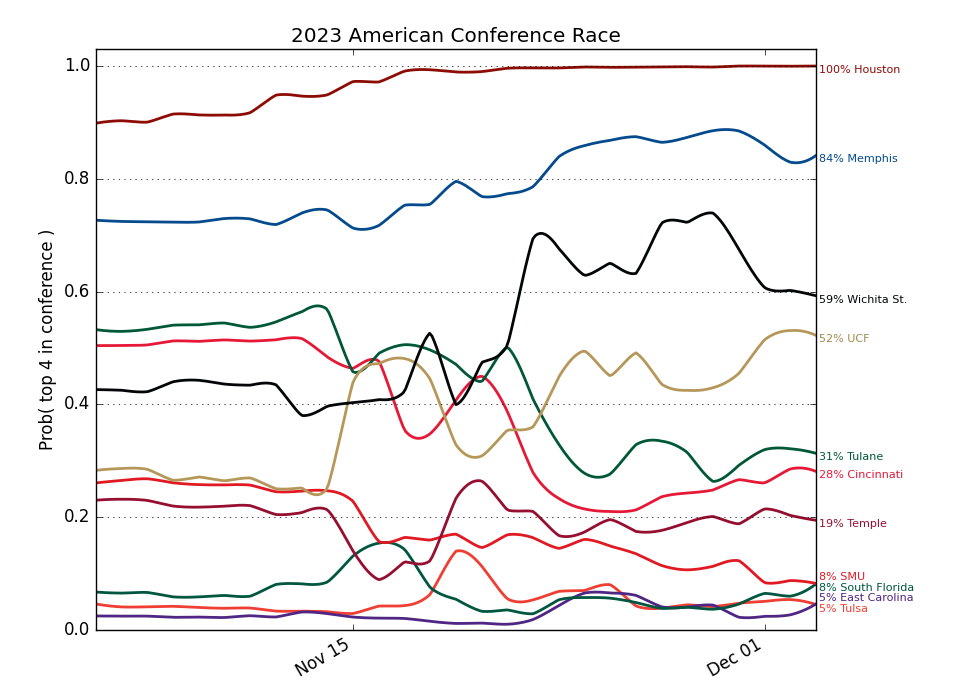 2023 American Conference Race
Prob( top 4 in conference )
1.0
0.8
0.6
0.4
0.2
0.0
Nov 15
Dec 01
100% Houston
84% Memphis
59% Wichita St.
52% UCF
31% Tulane
28% Cincinnati
19% Temple
8% SMU
8% South Florida
5% East Carolina
5% Tulsa